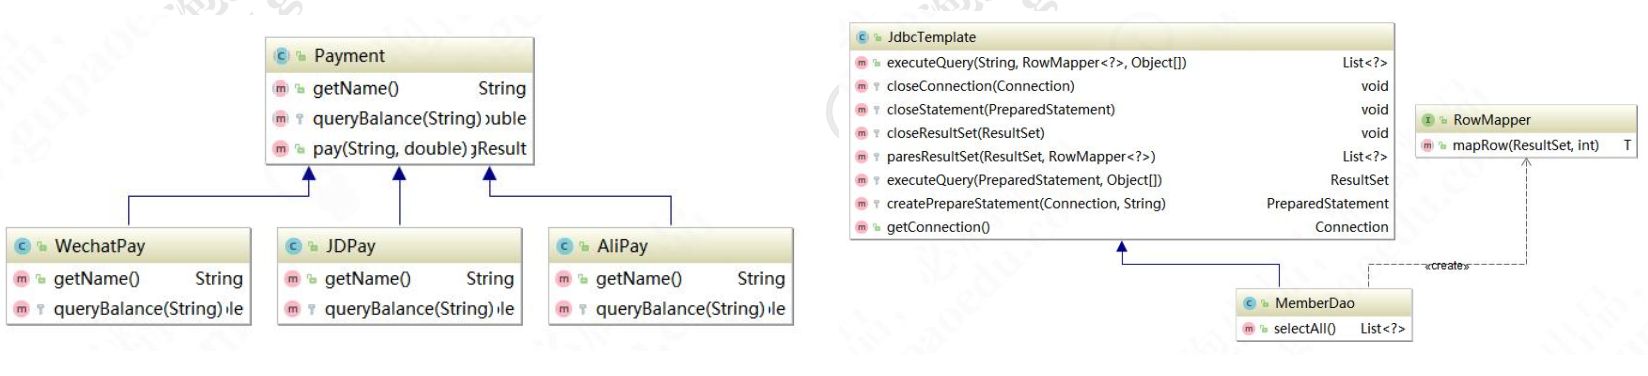 Payment
getName() String
queryBalance(String) ouble
pay(String, double) gResult
WechatPay
getName() String
queryBalance(String) le
JDPay
getName() String
queryBalance(String) le
AliPay
getName() String
queryBalance(String) le
JdbcTemplate
executeQuery(String, RowMapper<?>, Object[]) List<?>
closeConnection(Connection) void
closeStatement(PreparedStatement) void
closeResultSet(ResultSet) void
paresResultSet(ResultSet, RowMapper<?>) List<?>
executeQuery(PreparedStatement, Object[]) ResultSet
createPrepareStatement(Connection, String) PreparedStatement
getConnection() Connection
RowMapper
mapRow(ResultSet, int) T
«create»
MemberDao
selectAll() List<?>